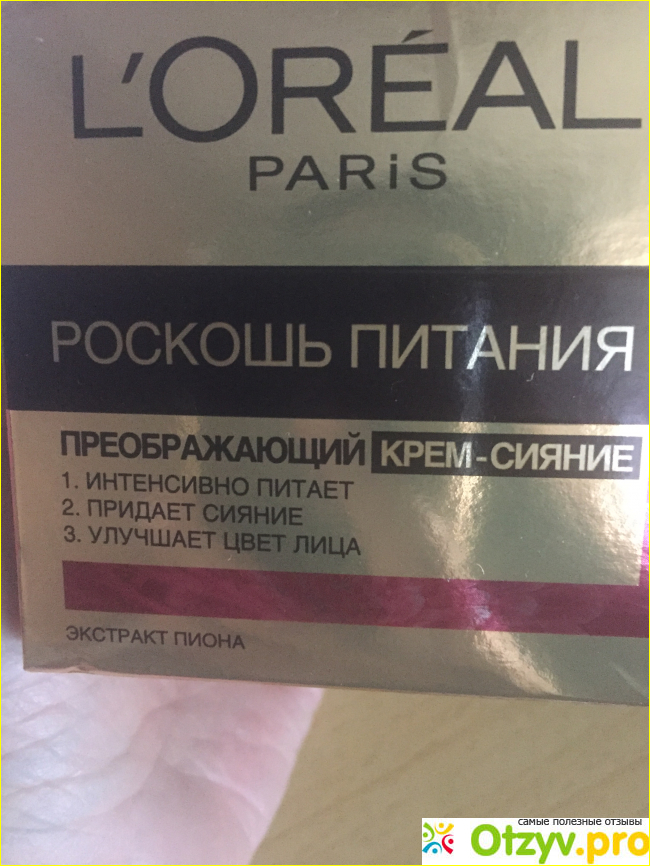 L'ORÉAL
PARiS
РОСКОШЬ ПИТАНИЯ
ПРЕОБРАЖАЮЩИЙ КРЕМ-СИЯНИЕ
1. ИНТЕНСИВНО ПИТАЕТ
2. ПРИДАЕТ СИЯНИЕ
3. УЛУЧШАЕТ ЦВЕТ ЛИЦА
ЭКСТРАКТ ПИОНА
самые полезные отзывы
Otzyv.pro